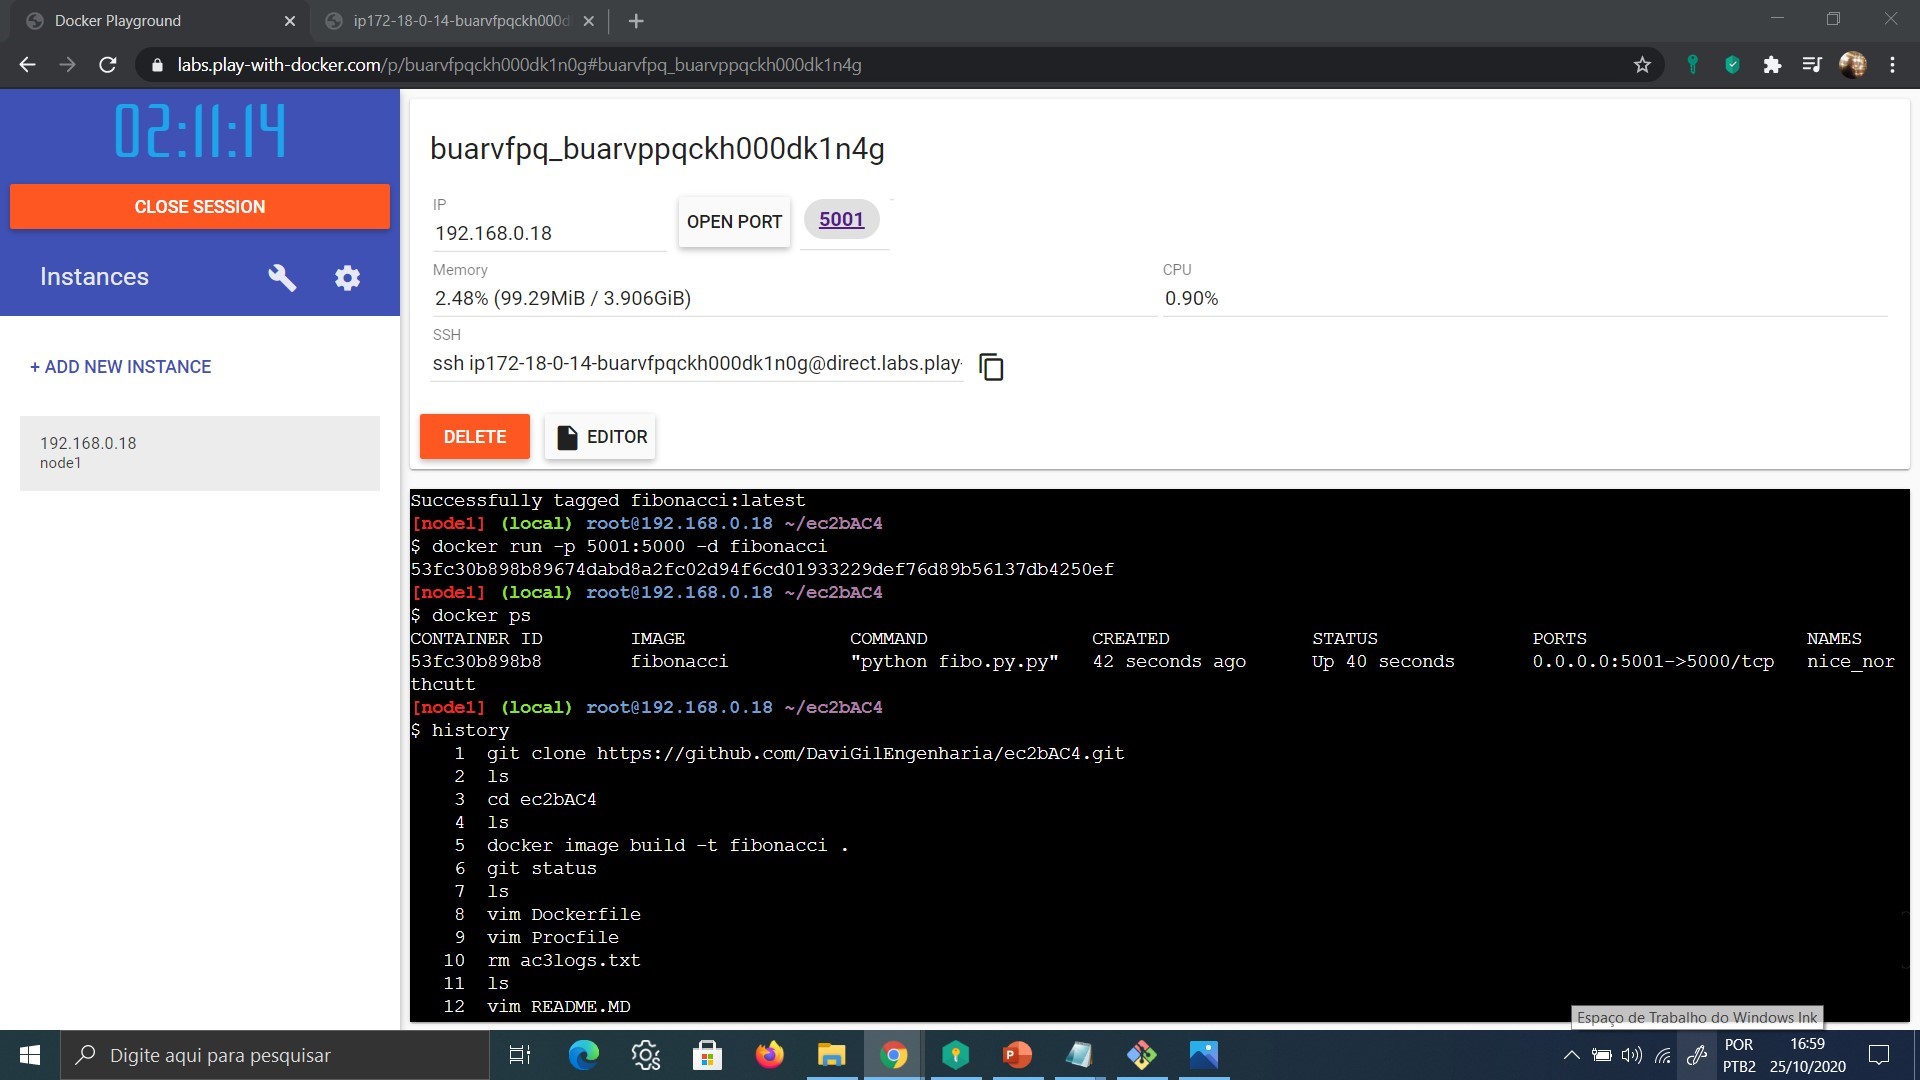 Docker Playground
ip172-18-0-14-buarvfpqckh000d
labs.play-with-docker.com/p/buarvfpqckh000dk1n0g#buarvfpq_buarvppqckh000dk1n4g
02:11:14
CLOSE SESSION
Instances
+ ADD NEW INSTANCE
192.168.0.18
node1
buarvfpq_buarvppqckh000dk1n4g
IP
192.168.0.18
OPEN PORT
5001
Memory
2.48% (99.29MiB / 3.906GiB)
CPU
0.90%
SSH
ssh ip172-18-0-14-buarvfpqckh000dk1n0g@direct.labs.play-
DELETE
EDITOR
Successfully tagged fibonacci:latest
[node1] (local) root@192.168.0.18 ~/ec2bAC4
$ docker run -p 5001:5000 -d fibonacci
53fc30b898b89674dabd8a2fc02d94f6cd01933229def76d89b56137db4250ef
[node1] (local) root@192.168.0.18 ~/ec2bAC4
$ docker ps
CONTAINER ID IMAGE COMMAND CREATED STATUS PORTS NAMES
53fc30b898b8 fibonacci "python fibo.py.py" 42 seconds ago Up 40 seconds 0.0.0.0:5001->5000/tcp nice_nor
thcutt
[node1] (local) root@192.168.0.18 ~/ec2bAC4
$ history
1 git clone https://github.com/DaviGilEngenharia/ec2bAC4.git
2 ls
3 cd ec2bAC4
4 ls
5 docker image build -t fibonacci .
6 git status
7 ls
8 vim Dockerfile
9 vim Procfile
10 rm ac3logs.txt
11 ls
12 vim README.MD
Espaço de Trabalho do Windows Ink
Digite aqui para pesquisar
POR
PTB2
16:59
25/10/2020